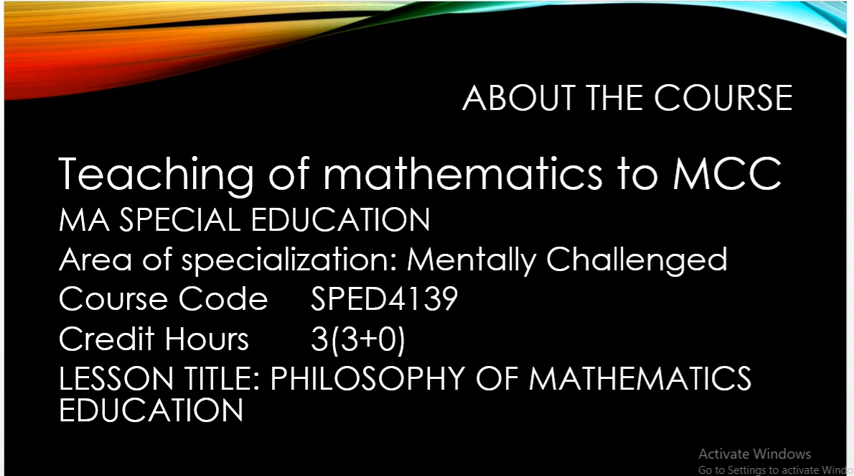 ABOUT THE COURSE
Teaching of mathematics to MCC
MA SPECIAL EDUCATION
Area of specialization: Mentally Challenged
Course Code SPED4139
Credit Hours 3(3+0)
LESSON TITLE: PHILOSOPHY OF MATHEMATICS
EDUCATION
Activate Windows
Go to Settings to activate Windo